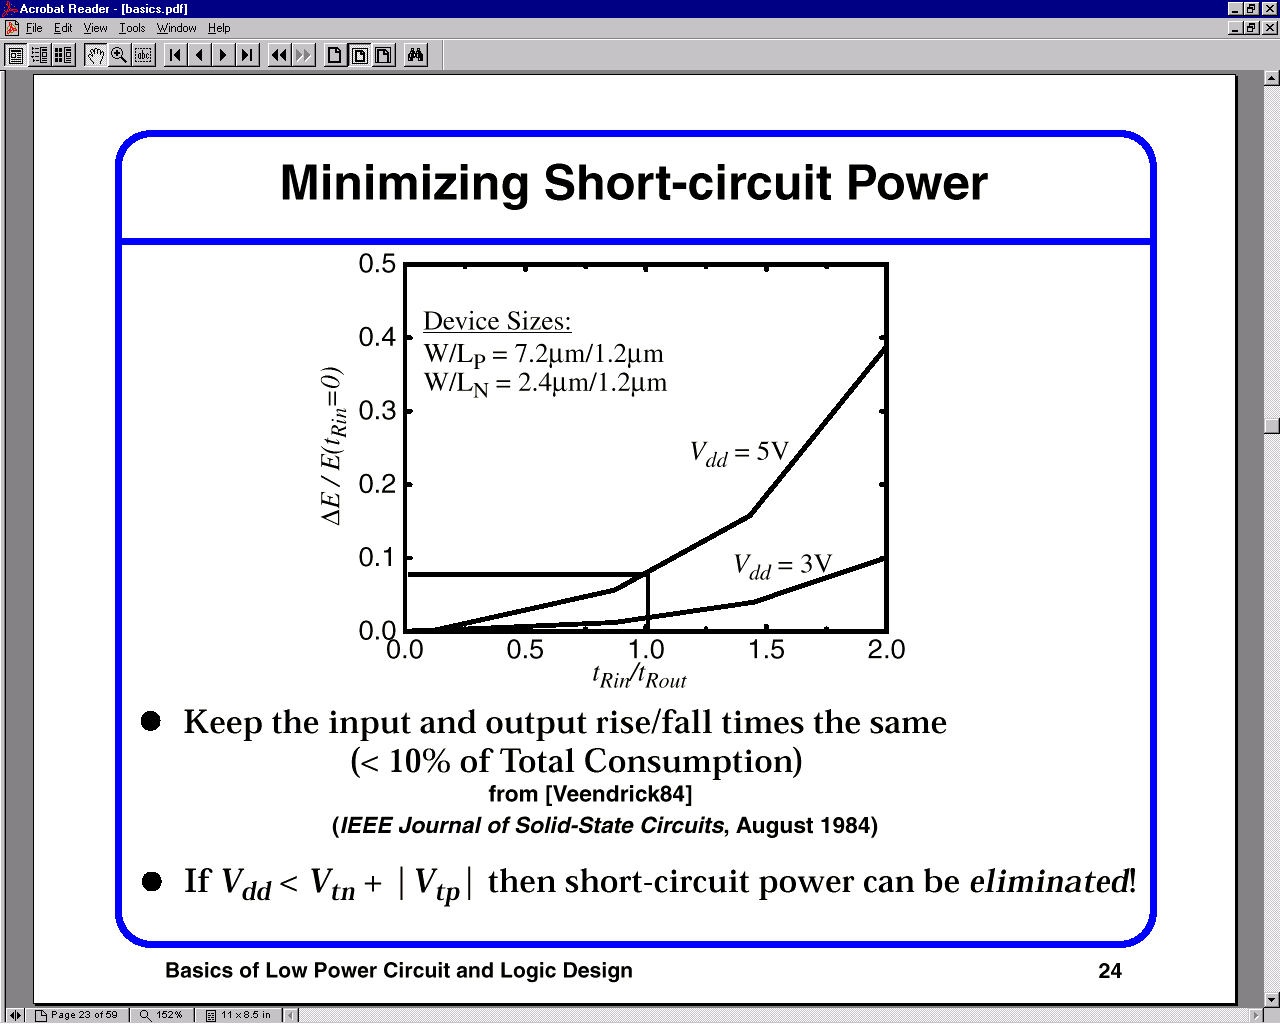 Acrobat Reader - [basics.pdf]
File Edit View Tools Window Help
Minimizing Short-circuit Power
0.5
0.4
0.3
0.2
0.1
0.0
ΔE / E(tRin=0)
Device Sizes:
W/LP = 7.2μm/1.2μm
W/LN = 2.4μm/1.2μm
Vdd = 5V
Vdd = 3V
0.0 0.5 1.0 1.5 2.0
tRin/tRout
● Keep the input and output rise/fall times the same
(< 10% of Total Consumption)
from [Veendrick84]
(IEEE Journal of Solid-State Circuits, August 1984)
● If Vdd < Vtn + |Vtp| then short-circuit power can be eliminated!
Basics of Low Power Circuit and Logic Design 24
Page 23 of 59 152% 11 x 8.5 in